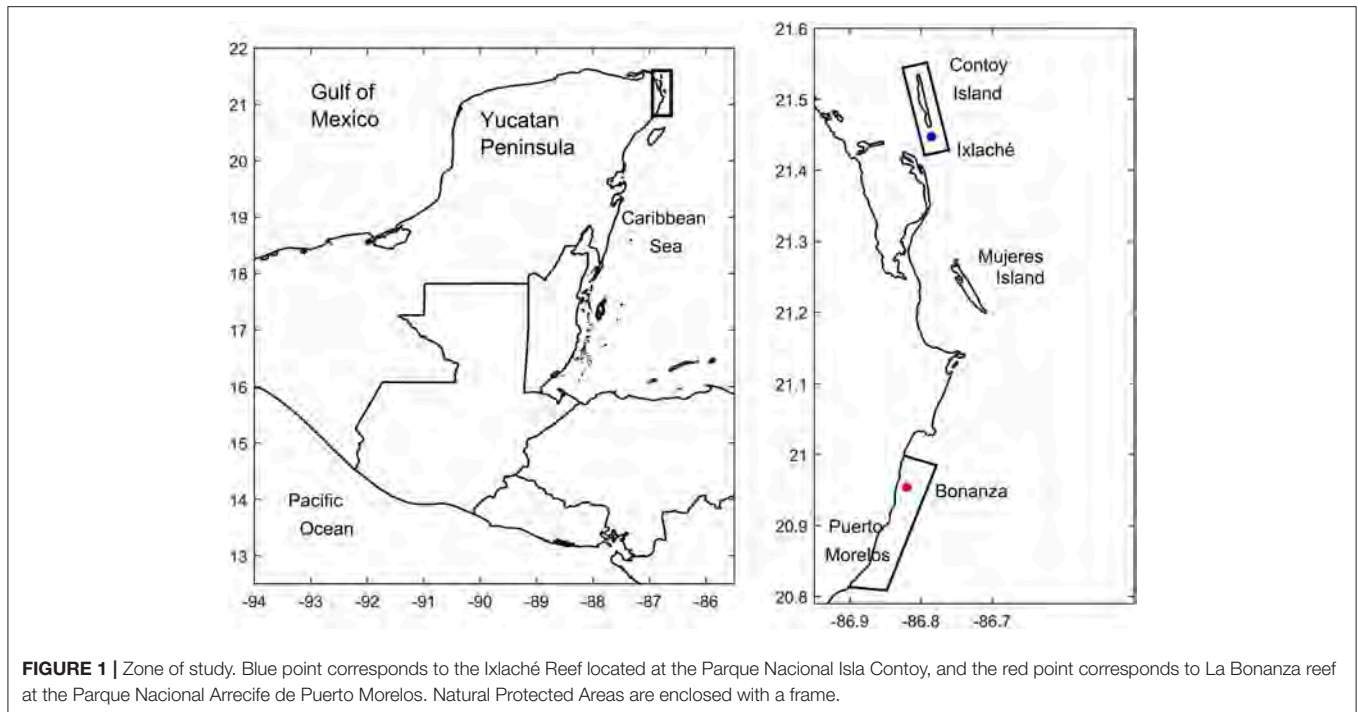 22
21
20
19
18
17
16
15
14
13
-94
-93
-92
-91
-90
-89
-88
-87
-86
Gulf of
Mexico
Yucatan
Peninsula
Caribbean
Sea
Pacific
Ocean
21.6
21.5
21.4
21.3
21.2
21.1
21
20.9
20.8
-86.9
-86.8
-86.7
Contoy
Island
Ixlaché
Mujeres
Island
Bonanza
Puerto
Morelos
FIGURE 1 | Zone of study. Blue point corresponds to the Ixlaché Reef located at the Parque Nacional Isla Contoy, and the red point corresponds to La Bonanza reef
at the Parque Nacional Arrecife de Puerto Morelos. Natural Protected Areas are enclosed with a frame.